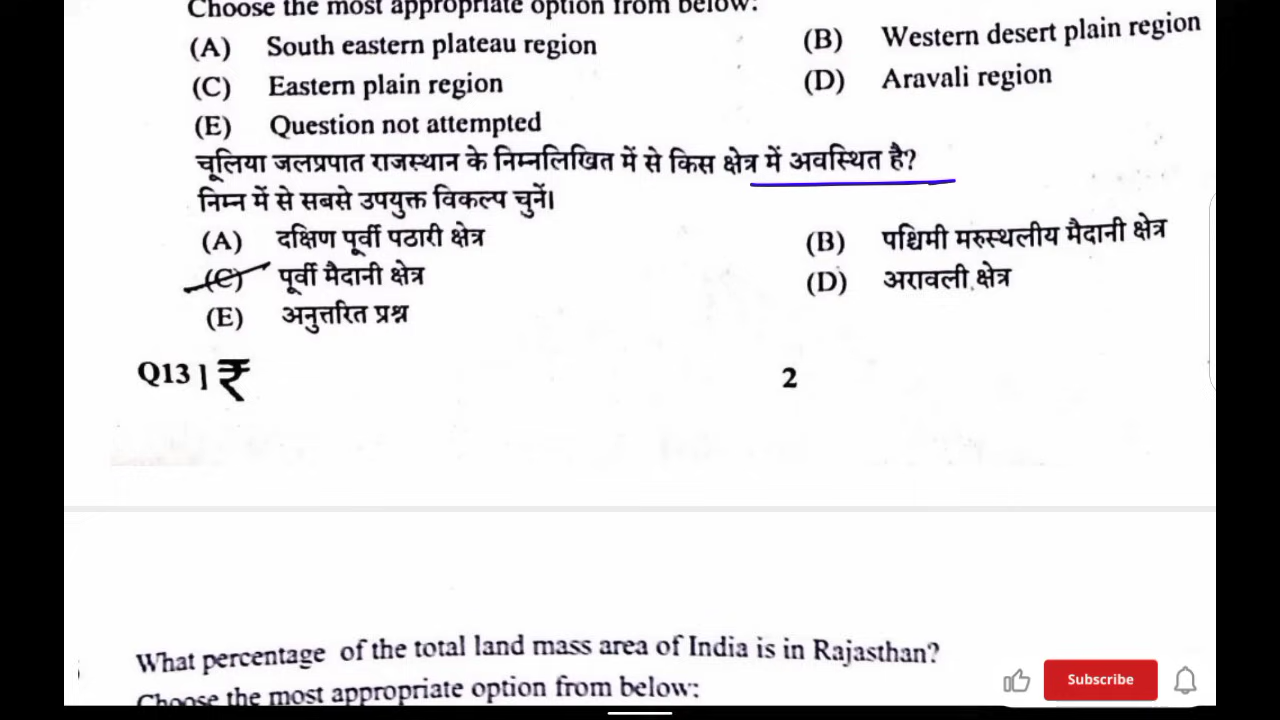 Choose the most appropriate option from below:
(A) South eastern plateau region (B) Western desert plain region
(C) Eastern plain region (D) Aravali region
(E) Question not attempted
चूलिया जलप्रपात राजस्थान के निम्नलिखित में से किस क्षेत्र में अवस्थित है?
निम्न में से सबसे उपयुक्त विकल्प चुनें।
(A) दक्षिण पूर्वी पठारी क्षेत्र (B) पश्चिमी मरुस्थलीय मैदानी क्षेत्र
(C) पूर्वी मैदानी क्षेत्र (D) अरावली क्षेत्र
(E) अनुत्तरित प्रश्न
Q13 | ₹ 2
What percentage of the total land mass area of India is in Rajasthan?
Choose the most appropriate option from below:
Subscribe